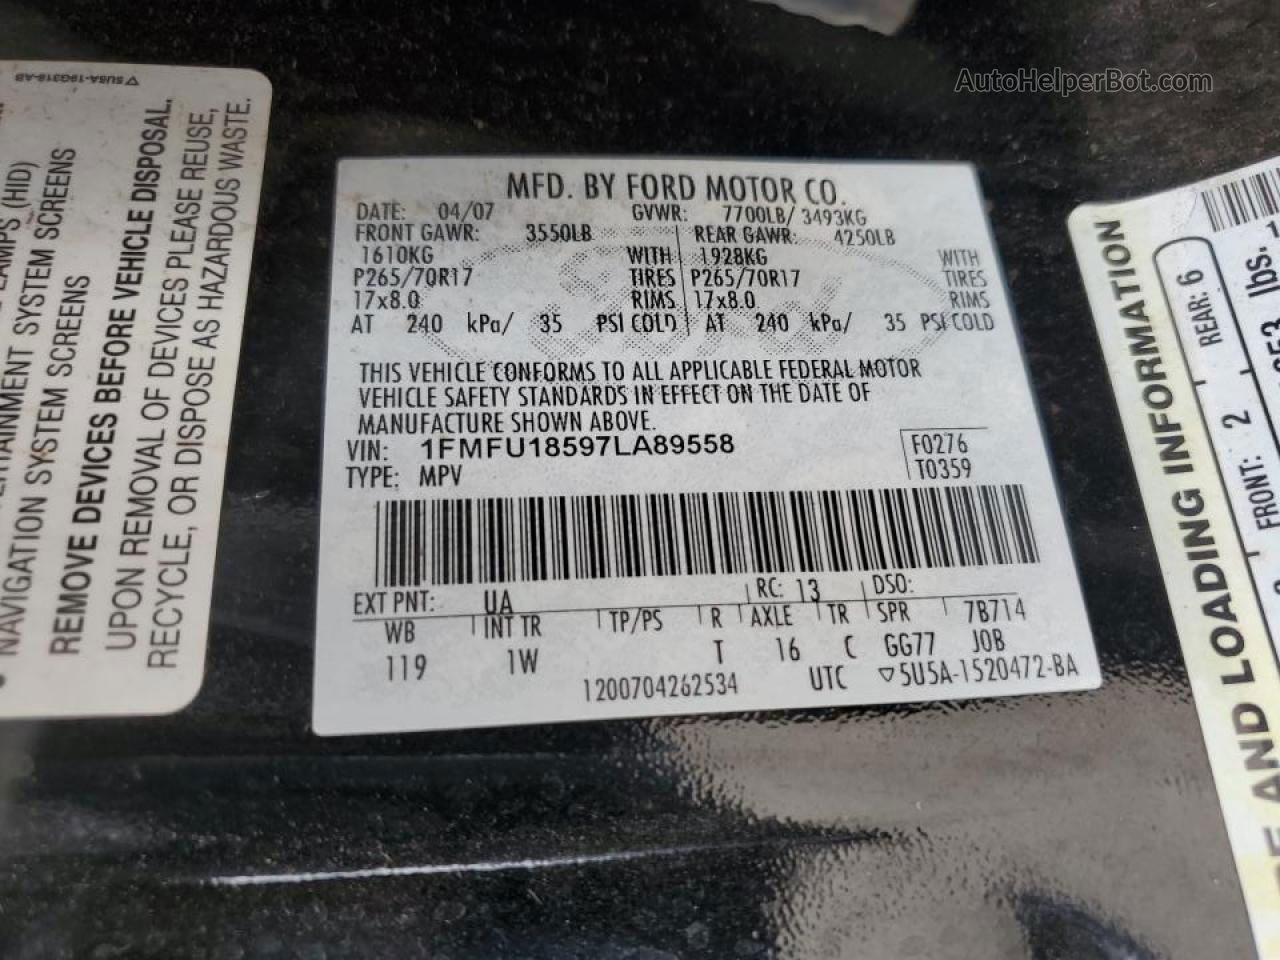 5U5A-19G318-AB
LAMPS (HID)
NAVIGATION SYSTEM SCREENS
REMOVE DEVICES BEFORE VEHICLE DISPOSAL.
UPON REMOVAL OF DEVICES PLEASE REUSE,
RECYCLE, OR DISPOSE AS HAZARDOUS WASTE.
AutoHelperBot.com
MFD. BY FORD MOTOR CO.
DATE: 04/07 GVWR: 7700LB/ 3493KG
FRONT GAWR: 3550LB REAR GAWR: 4250LB
1610KG WITH 1928KG WITH
P265/70R17 TIRES P265/70R17 TIRES
17x8.0 RIMS 17x8.0 RIMS
AT 240 kPa/ 35 PSI COLD AT 240 kPa/ 35 PSI COLD
THIS VEHICLE CONFORMS TO ALL APPLICABLE FEDERAL MOTOR
VEHICLE SAFETY STANDARDS IN EFFECT ON THE DATE OF
MANUFACTURE SHOWN ABOVE.
VIN: 1FMFU18597LA89558 F0276
TYPE: MPV T0359
EXT PNT: UA RC: 13 DSO:
WB INT TR TP/PS R AXLE TR SPR 7B714
119 1W T 16 C GG77 JOB
1200704262534 UTC ▽5U5A-1520472-BA
AND LOADING INFORMATION
FRONT: 2 REAR: 6
lbs.